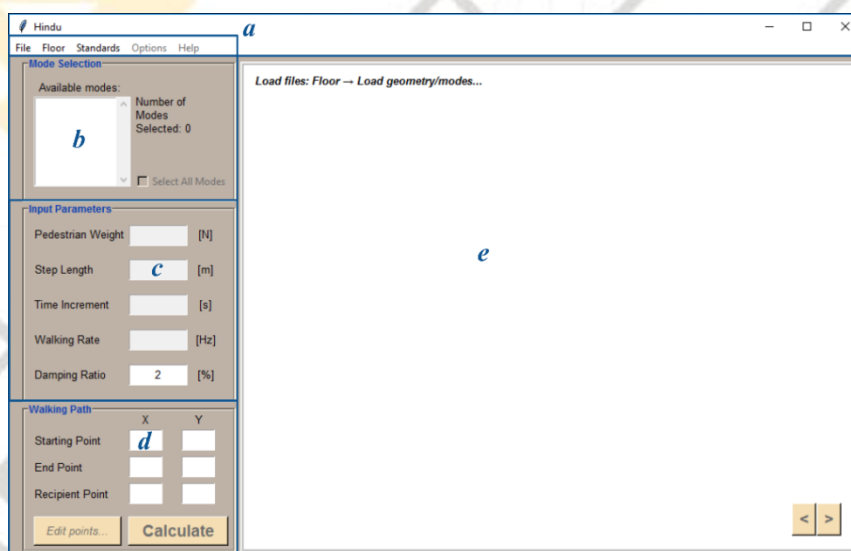 Hindu
a
File Floor Standards Options Help
Mode Selection
Load files: Floor → Load geometry/modes...
Available modes:
Number of
Modes
Selected: 0
b
Select All Modes
Input Parameters
Pedestrian Weight [N]
e
Step Length c [m]
Time Increment [s]
Walking Rate [Hz]
Damping Ratio 2 [%]
Walking Path
X Y
Starting Point d
End Point
Recipient Point
< >
Edit points... Calculate